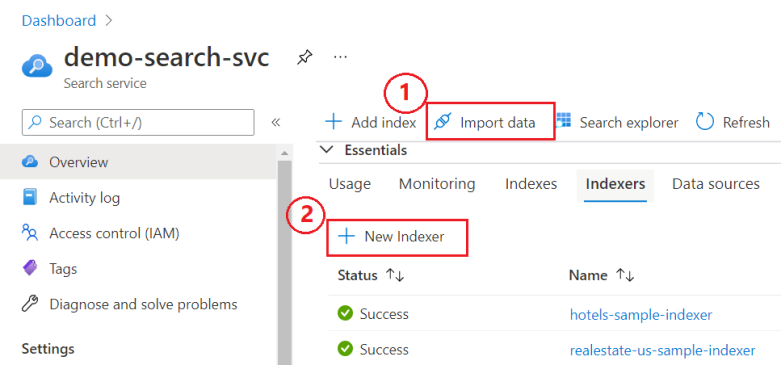 Dashboard >
demo-search-svc
...
Search service
1
Search (Ctrl+/)
«
+ Add index
Import data
Search explorer
Refresh
Overview
Activity log
Access control (IAM)
Tags
Diagnose and solve problems
Settings
Essentials
Usage
Monitoring
Indexes
Indexers
Data sources
2
+ New Indexer
Status ↑↓
Name ↑↓
Success
hotels-sample-indexer
Success
realestate-us-sample-indexer